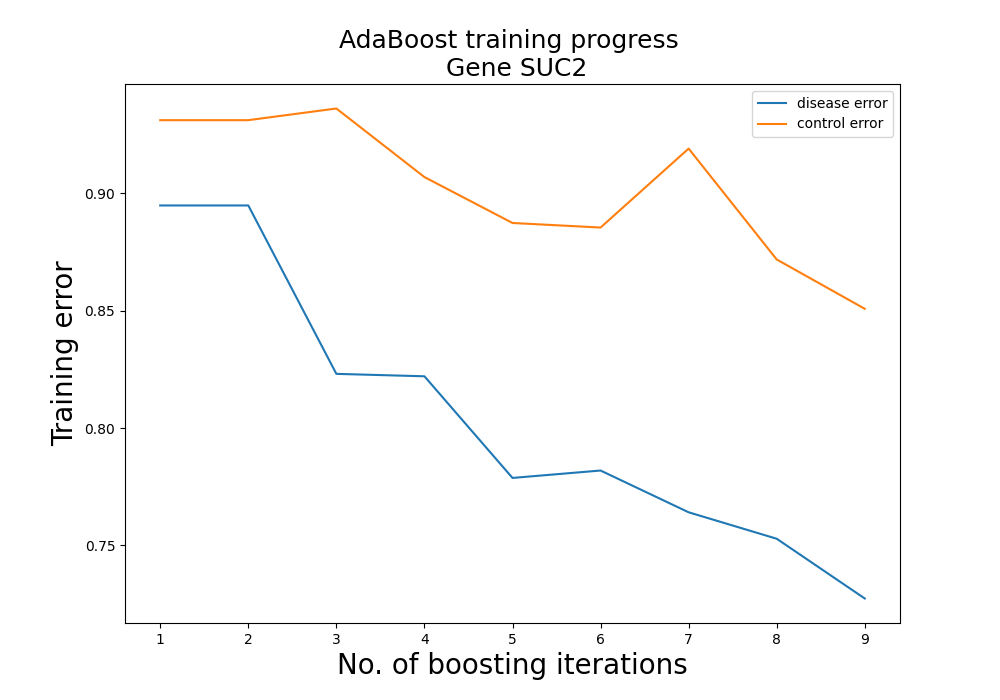 AdaBoost training progress
Gene SUC2
disease error
control error
Training error
0.90
0.85
0.80
0.75
1 2 3 4 5 6 7 8 9
No. of boosting iterations